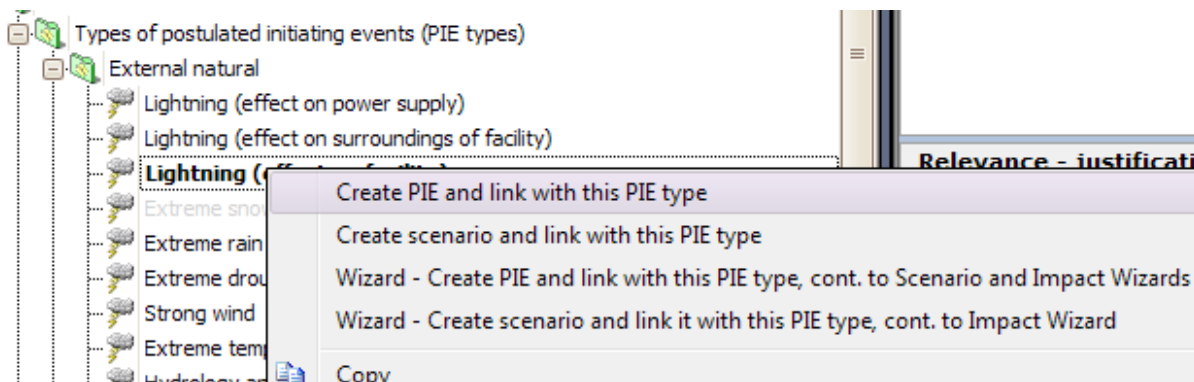 Types of postulated initiating events (PIE types)
External natural
Lightning (effect on power supply)
Lightning (effect on surroundings of facility)
Lightning (
Relevance - justificati
Create PIE and link with this PIE type
Extreme snow
Create scenario and link with this PIE type
Extreme rain
Wizard - Create PIE and link with this PIE type, cont. to Scenario and Impact Wizards
Extreme drou
Strong wind
Wizard - Create scenario and link it with this PIE type, cont. to Impact Wizard
Extreme temp
Copy